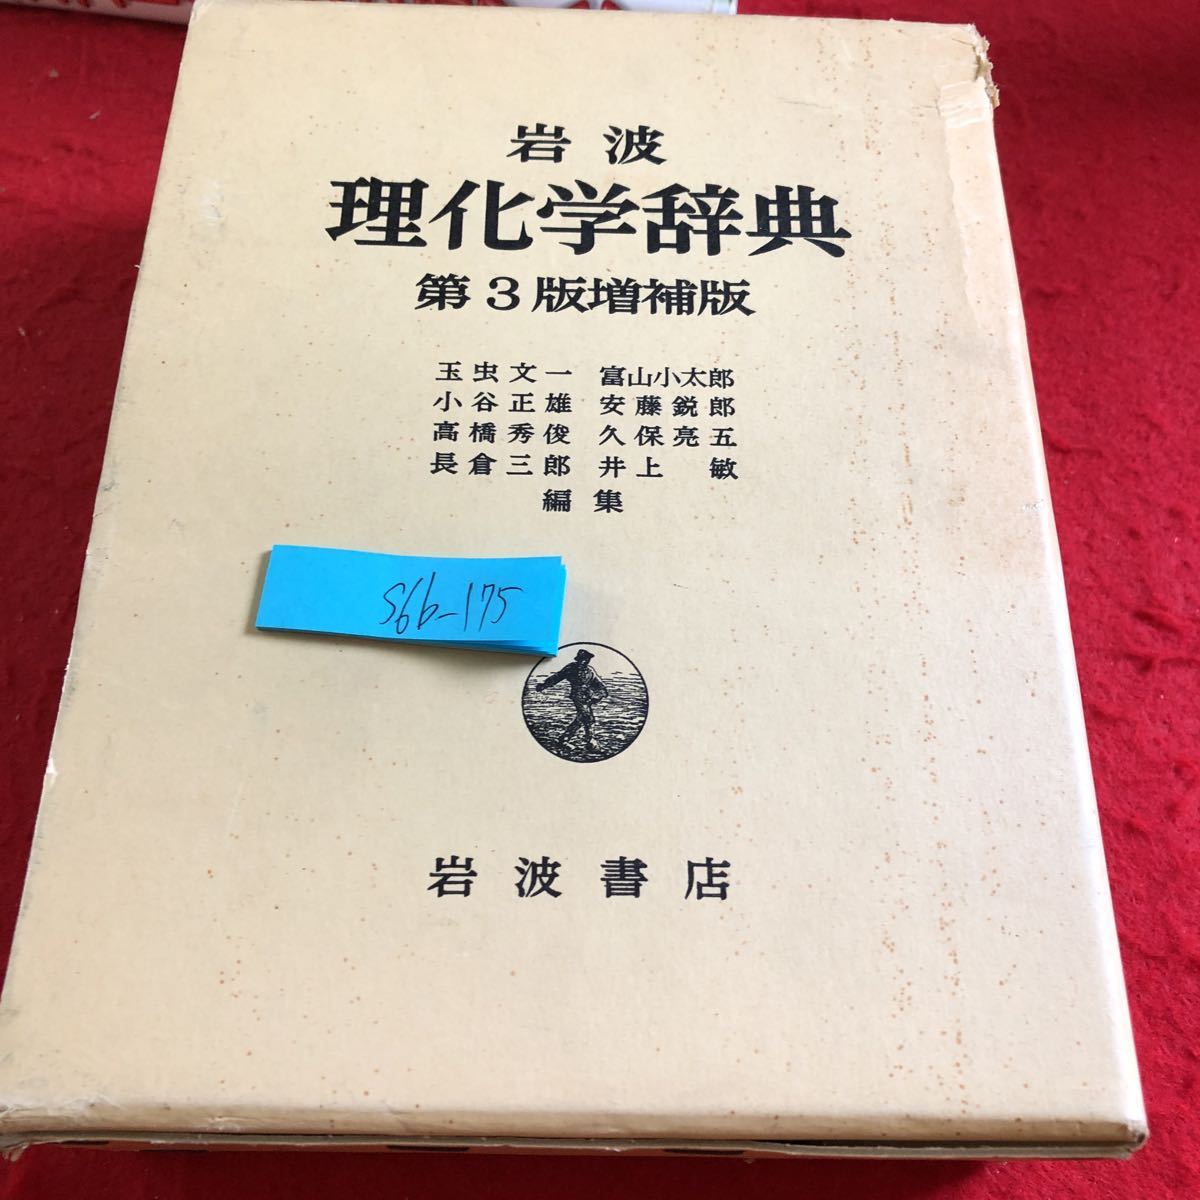 岩波
理化学辞典
第3版増補版
玉虫文一 富山小太郎
小谷正雄 安藤鋭郎
高橋秀俊 久保亮五
長倉三郎 井上 敏
編集
S66-175
岩波書店